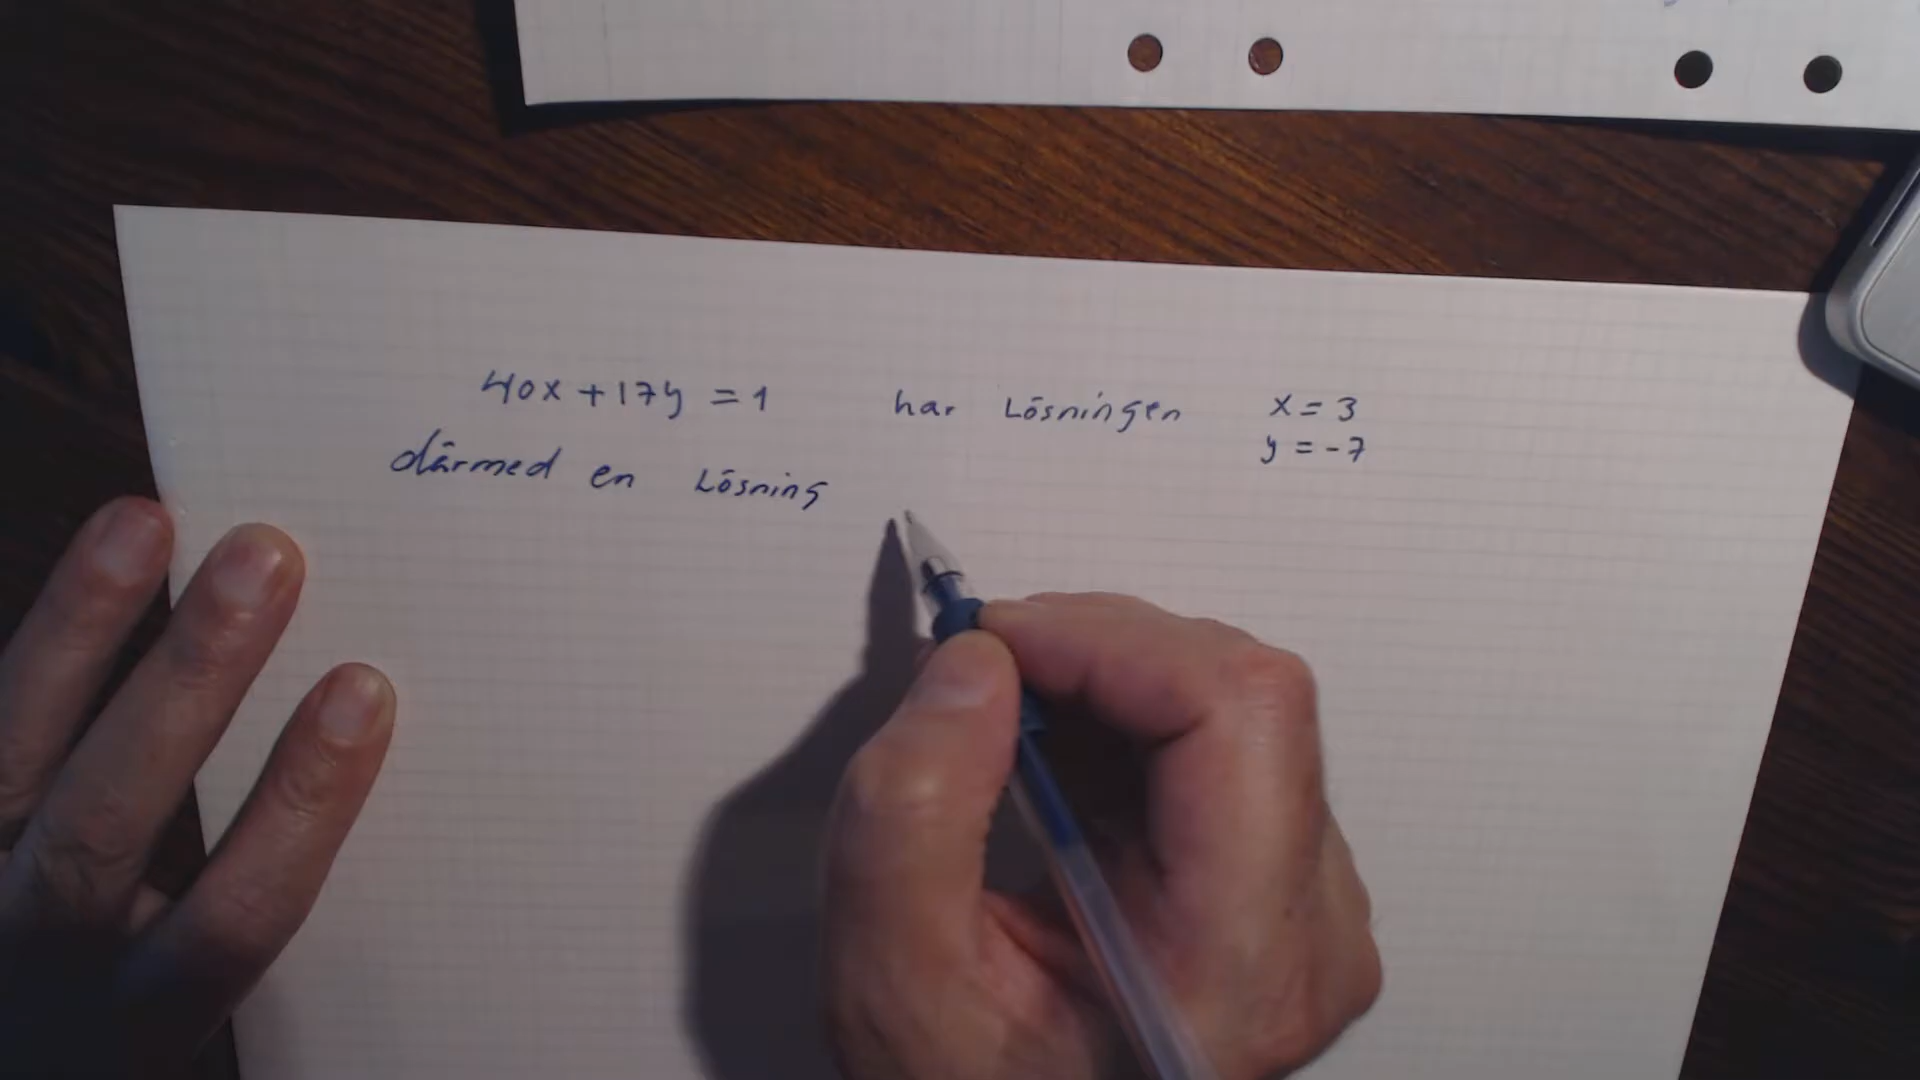 40x + 17y = 1 har Lösningen x = 3
y = -7
därmed en Lösning